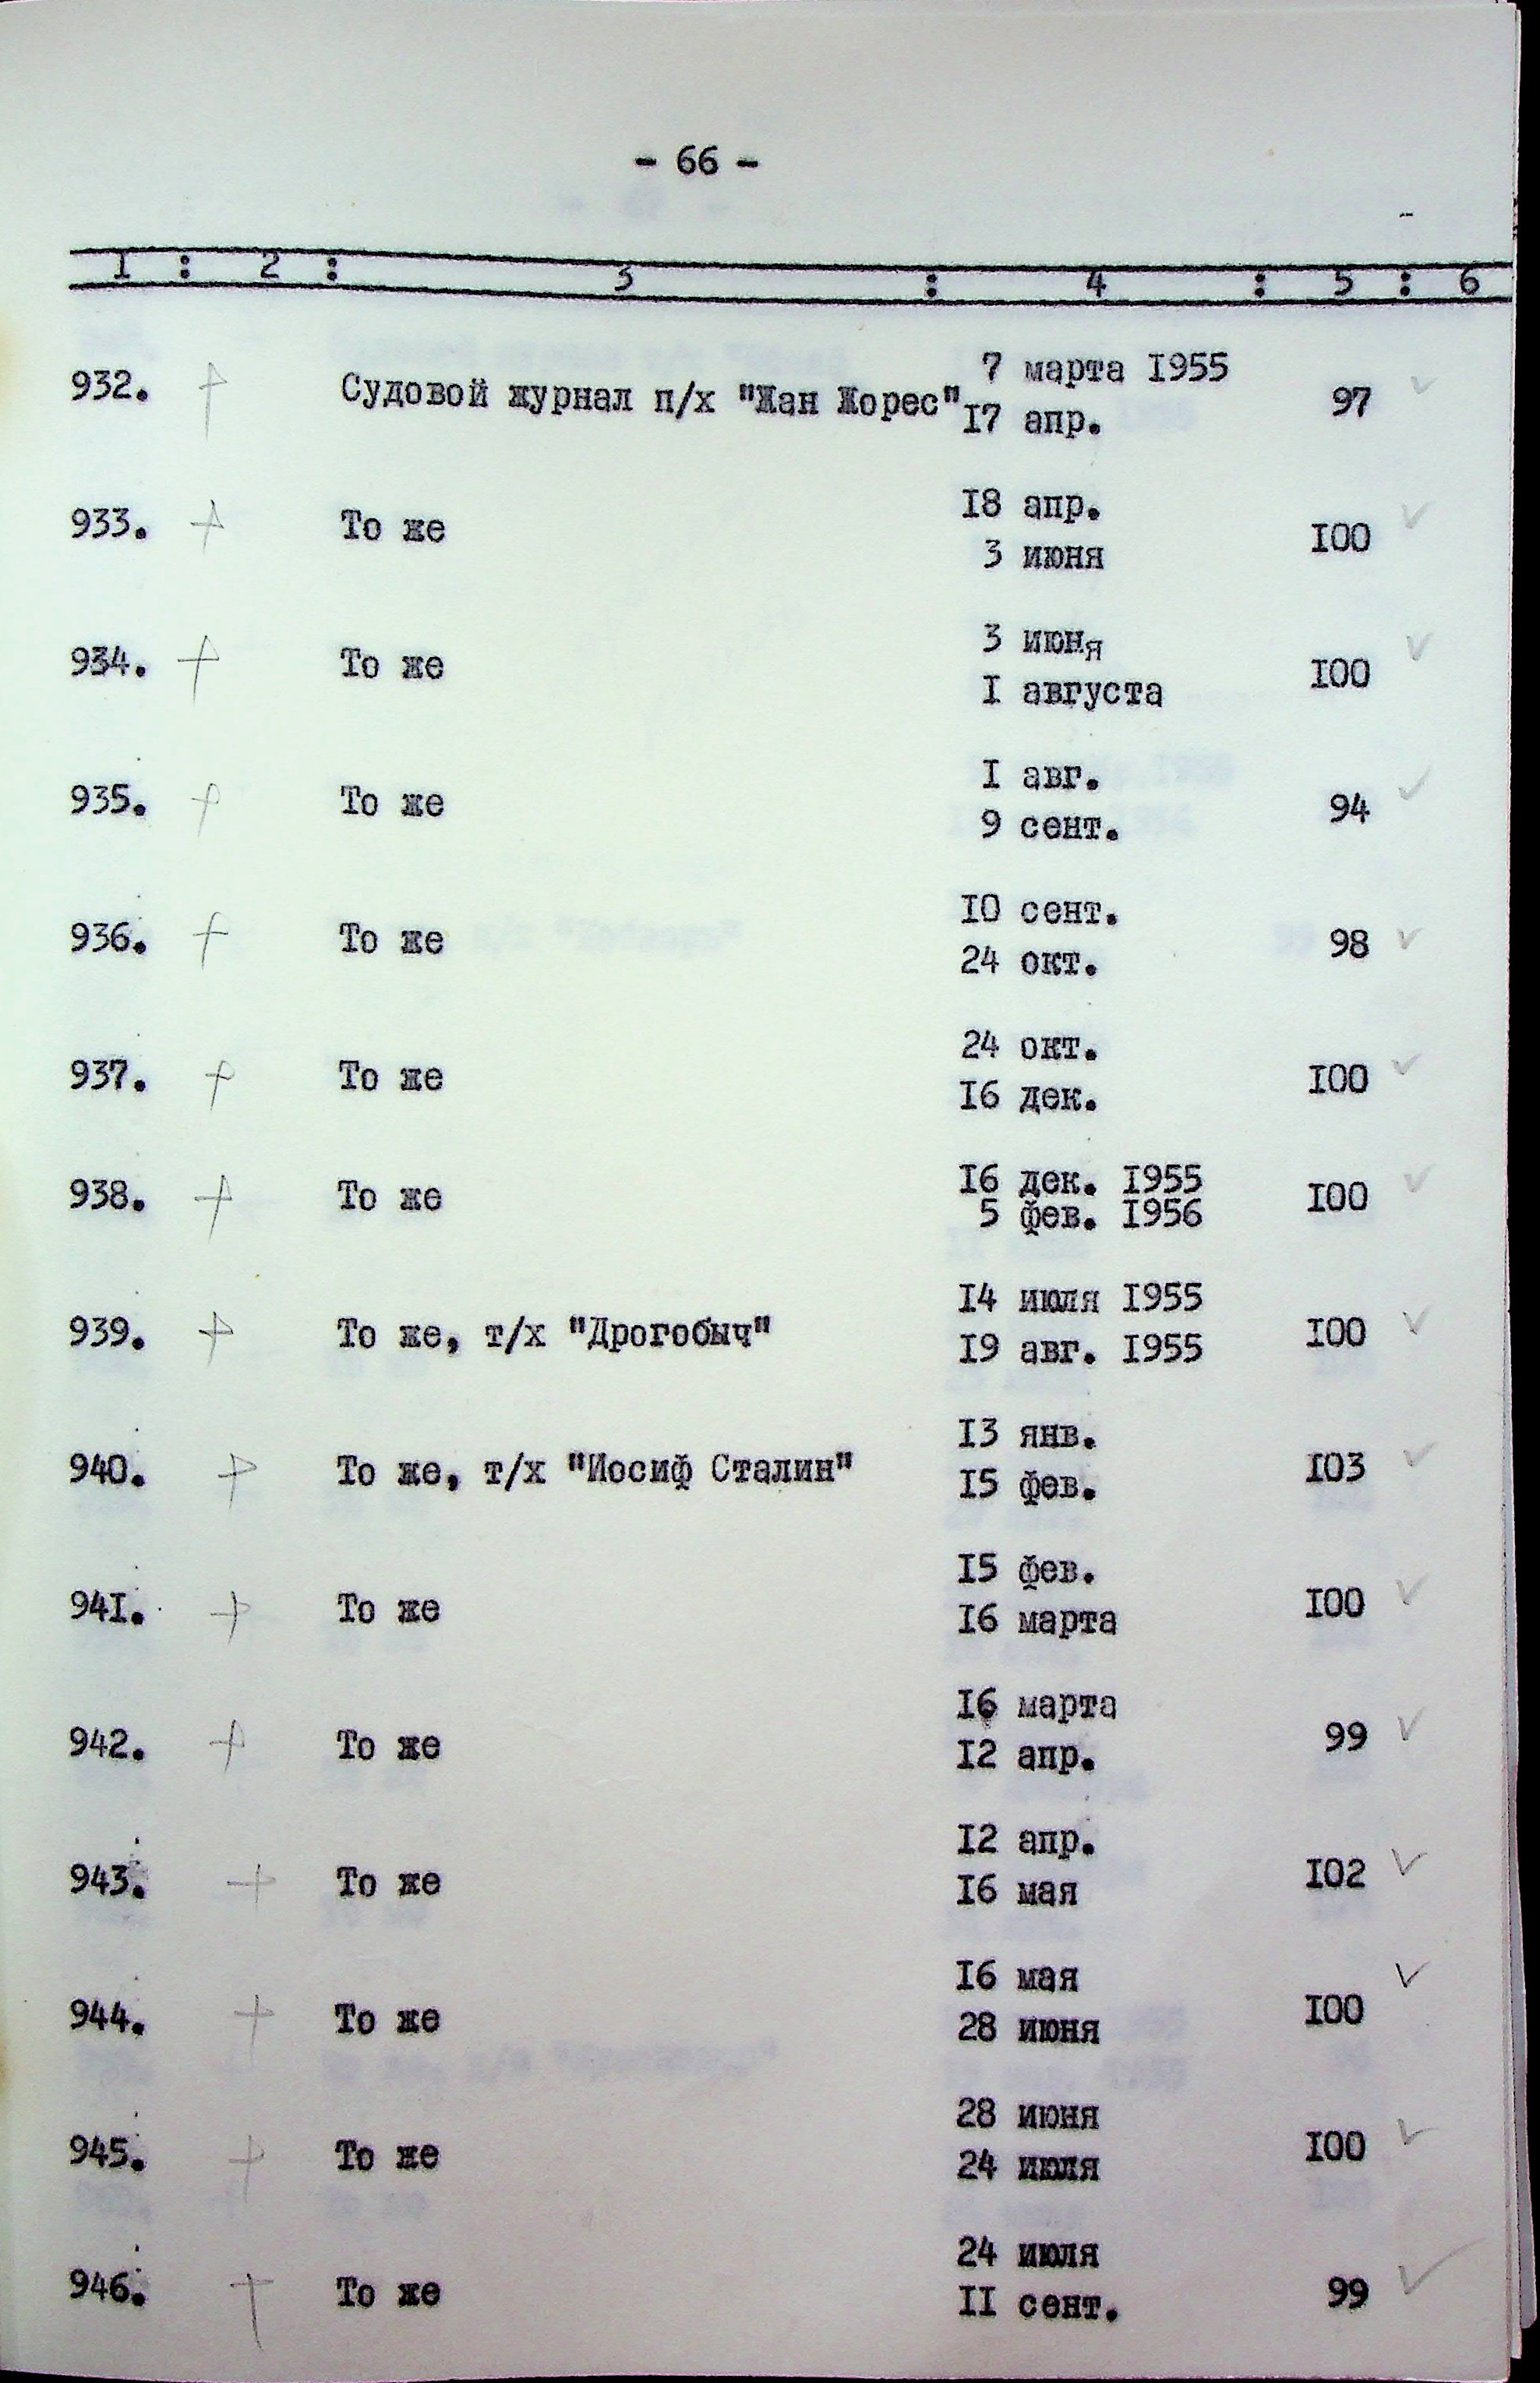 - 66 -
1 : 2 : 3 : 4 : 5 : 6
7 марта 1955
932. Судовой журнал п/х "Жан Жорес" 97
17 апр.
18 апр.
933. То же 100
3 июня
3 июня
934. То же 100
1 августа
1 авг.
935. То же 94
9 сент.
10 сент.
936. То же 98
24 окт.
24 окт.
937. То же 100
16 дек.
16 дек. 1955
938. То же 100
5 фев. 1956
14 июля 1955
939. То же, т/х "Дрогобыч" 100
19 авг. 1955
13 янв.
940. То же, т/х "Иосиф Сталин" 103
15 фев.
15 фев.
941. То же 100
16 марта
16 марта
942. То же 99
12 апр.
12 апр.
943. То же 102
16 мая
16 мая
944. То же 100
28 июня
28 июня
945. То же 100
24 июля
24 июля
946. То же 99
11 сент.